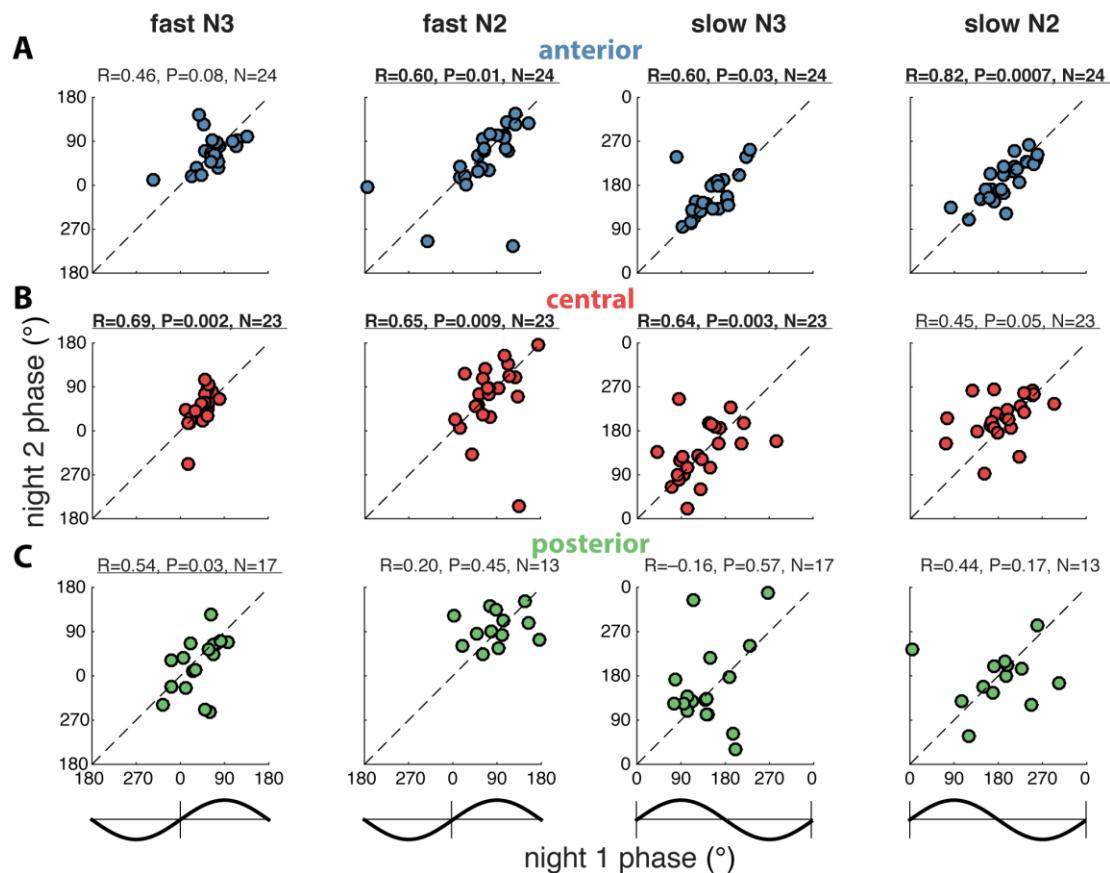 fast N3 fast N2 slow N3 slow N2
A anterior
R=0.46, P=0.08, N=24 R=0.60, P=0.01, N=24 R=0.60, P=0.03, N=24 R=0.82, P=0.0007, N=24
180 180 0 0
90 90 270 270
0 0 180 180
270 270 90 90
180 180 0 0
B central
R=0.69, P=0.002, N=23 R=0.65, P=0.009, N=23 R=0.64, P=0.003, N=23 R=0.45, P=0.05, N=23
180 180 0 0
90 90 270 270
0 0 180 180
270 270 90 90
180 180 0 0
night 2 phase (°)
C posterior
R=0.54, P=0.03, N=17 R=0.20, P=0.45, N=13 R=−0.16, P=0.57, N=17 R=0.44, P=0.17, N=13
180 180 0 0
90 90 270 270
0 0 180 180
270 270 90 90
180 180 0 0
180 270 0 90 180 180 270 0 90 180 0 90 180 270 0 0 90 180 270 0
night 1 phase (°)